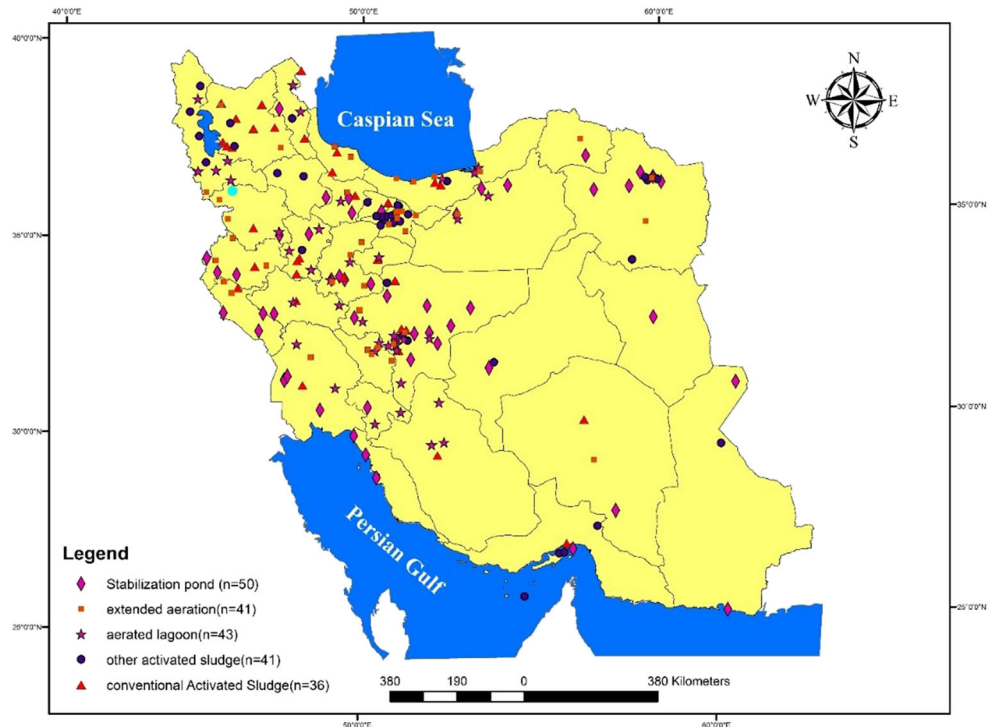 40°0'0"E
50°0'0"E
60°0'0"E
40°0'0"N
N
W
E
S
Caspian Sea
35°0'0"N
35°0'0"N
30°0'0"N
30°0'0"N
Persian Gulf
Legend
Stabilization pond (n=50)
extended aeration(n=41)
aerated lagoon(n=43)
other activated sludge(n=41)
conventional Activated Sludge(n=36)
25°0'0"N
25°0'0"N
380 190 0 380 Kilometers
50°0'0"E
60°0'0"E